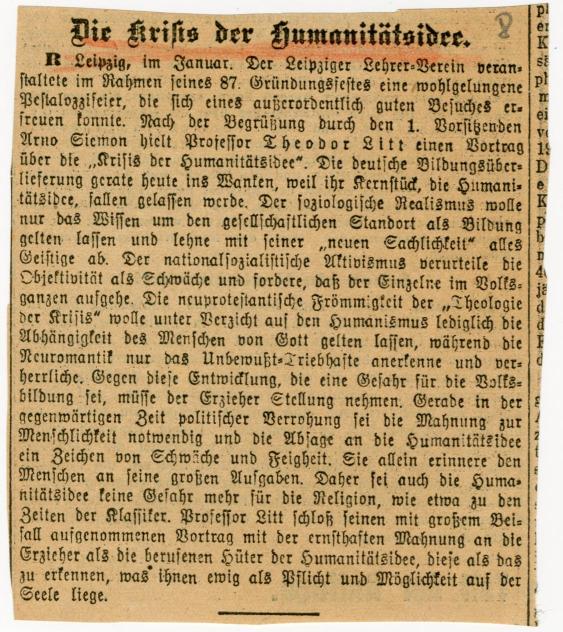 8
Die Krisis der Humanitätsidee.
R Leipzig, im Januar. Der Leipziger Lehrer-Verein veran-
staltete im Rahmen seines 87. Gründungsfestes eine wohlgelungene
Pestalozzifeier, die sich eines außerordentlich guten Besuches er-
freuen konnte. Nach der Begrüßung durch den 1. Vorsitzenden
Arno Siemon hielt Professor Theodor Litt einen Vortrag
über die „Krisis der Humanitätsidee“. Die deutsche Bildungsüber-
lieferung gerate heute ins Wanken, weil ihr Kernstück, die Humani-
tätsidee, fallen gelassen werde. Der soziologische Realismus wolle
nur das Wissen um den gesellschaftlichen Standort als Bildung
gelten lassen und lehne mit seiner „neuen Sachlichkeit“ alles
Geistige ab. Der nationalsozialistische Aktivismus verurteile die
Objektivität als Schwäche und fordere, daß der Einzelne im Volks-
ganzen aufgehe. Die neuprotestantische Frömmigkeit der „Theologie
der Krisis“ wolle unter Verzicht auf den Humanismus lediglich die
Abhängigkeit des Menschen von Gott gelten lassen, während die
Neuromantik nur das Unbewußt-Triebhafte anerkenne und ver-
herrliche. Gegen diese Entwicklung, die eine Gefahr für die Volks-
bildung sei, müsse der Erzieher Stellung nehmen. Gerade in der
gegenwärtigen Zeit politischer Verrohung sei die Mahnung zur
Menschlichkeit notwendig und die Absage an die Humanitätsidee
ein Zeichen von Schwäche und Feigheit. Sie allein erinnere den
Menschen an seine großen Aufgaben. Daher sei auch die Huma-
nitätsidee keine Gefahr mehr für die Religion, wie etwa zu den
Zeiten der Klassiker. Professor Litt schloß seinen mit großem Bei-
fall aufgenommenen Vortrag mit der ernsthaften Mahnung an die
Erzieher als die berufenen Hüter der Humanitätsidee, diese als das
zu erkennen, was ihnen ewig als Pflicht und Möglichkeit auf der
Seele liege.